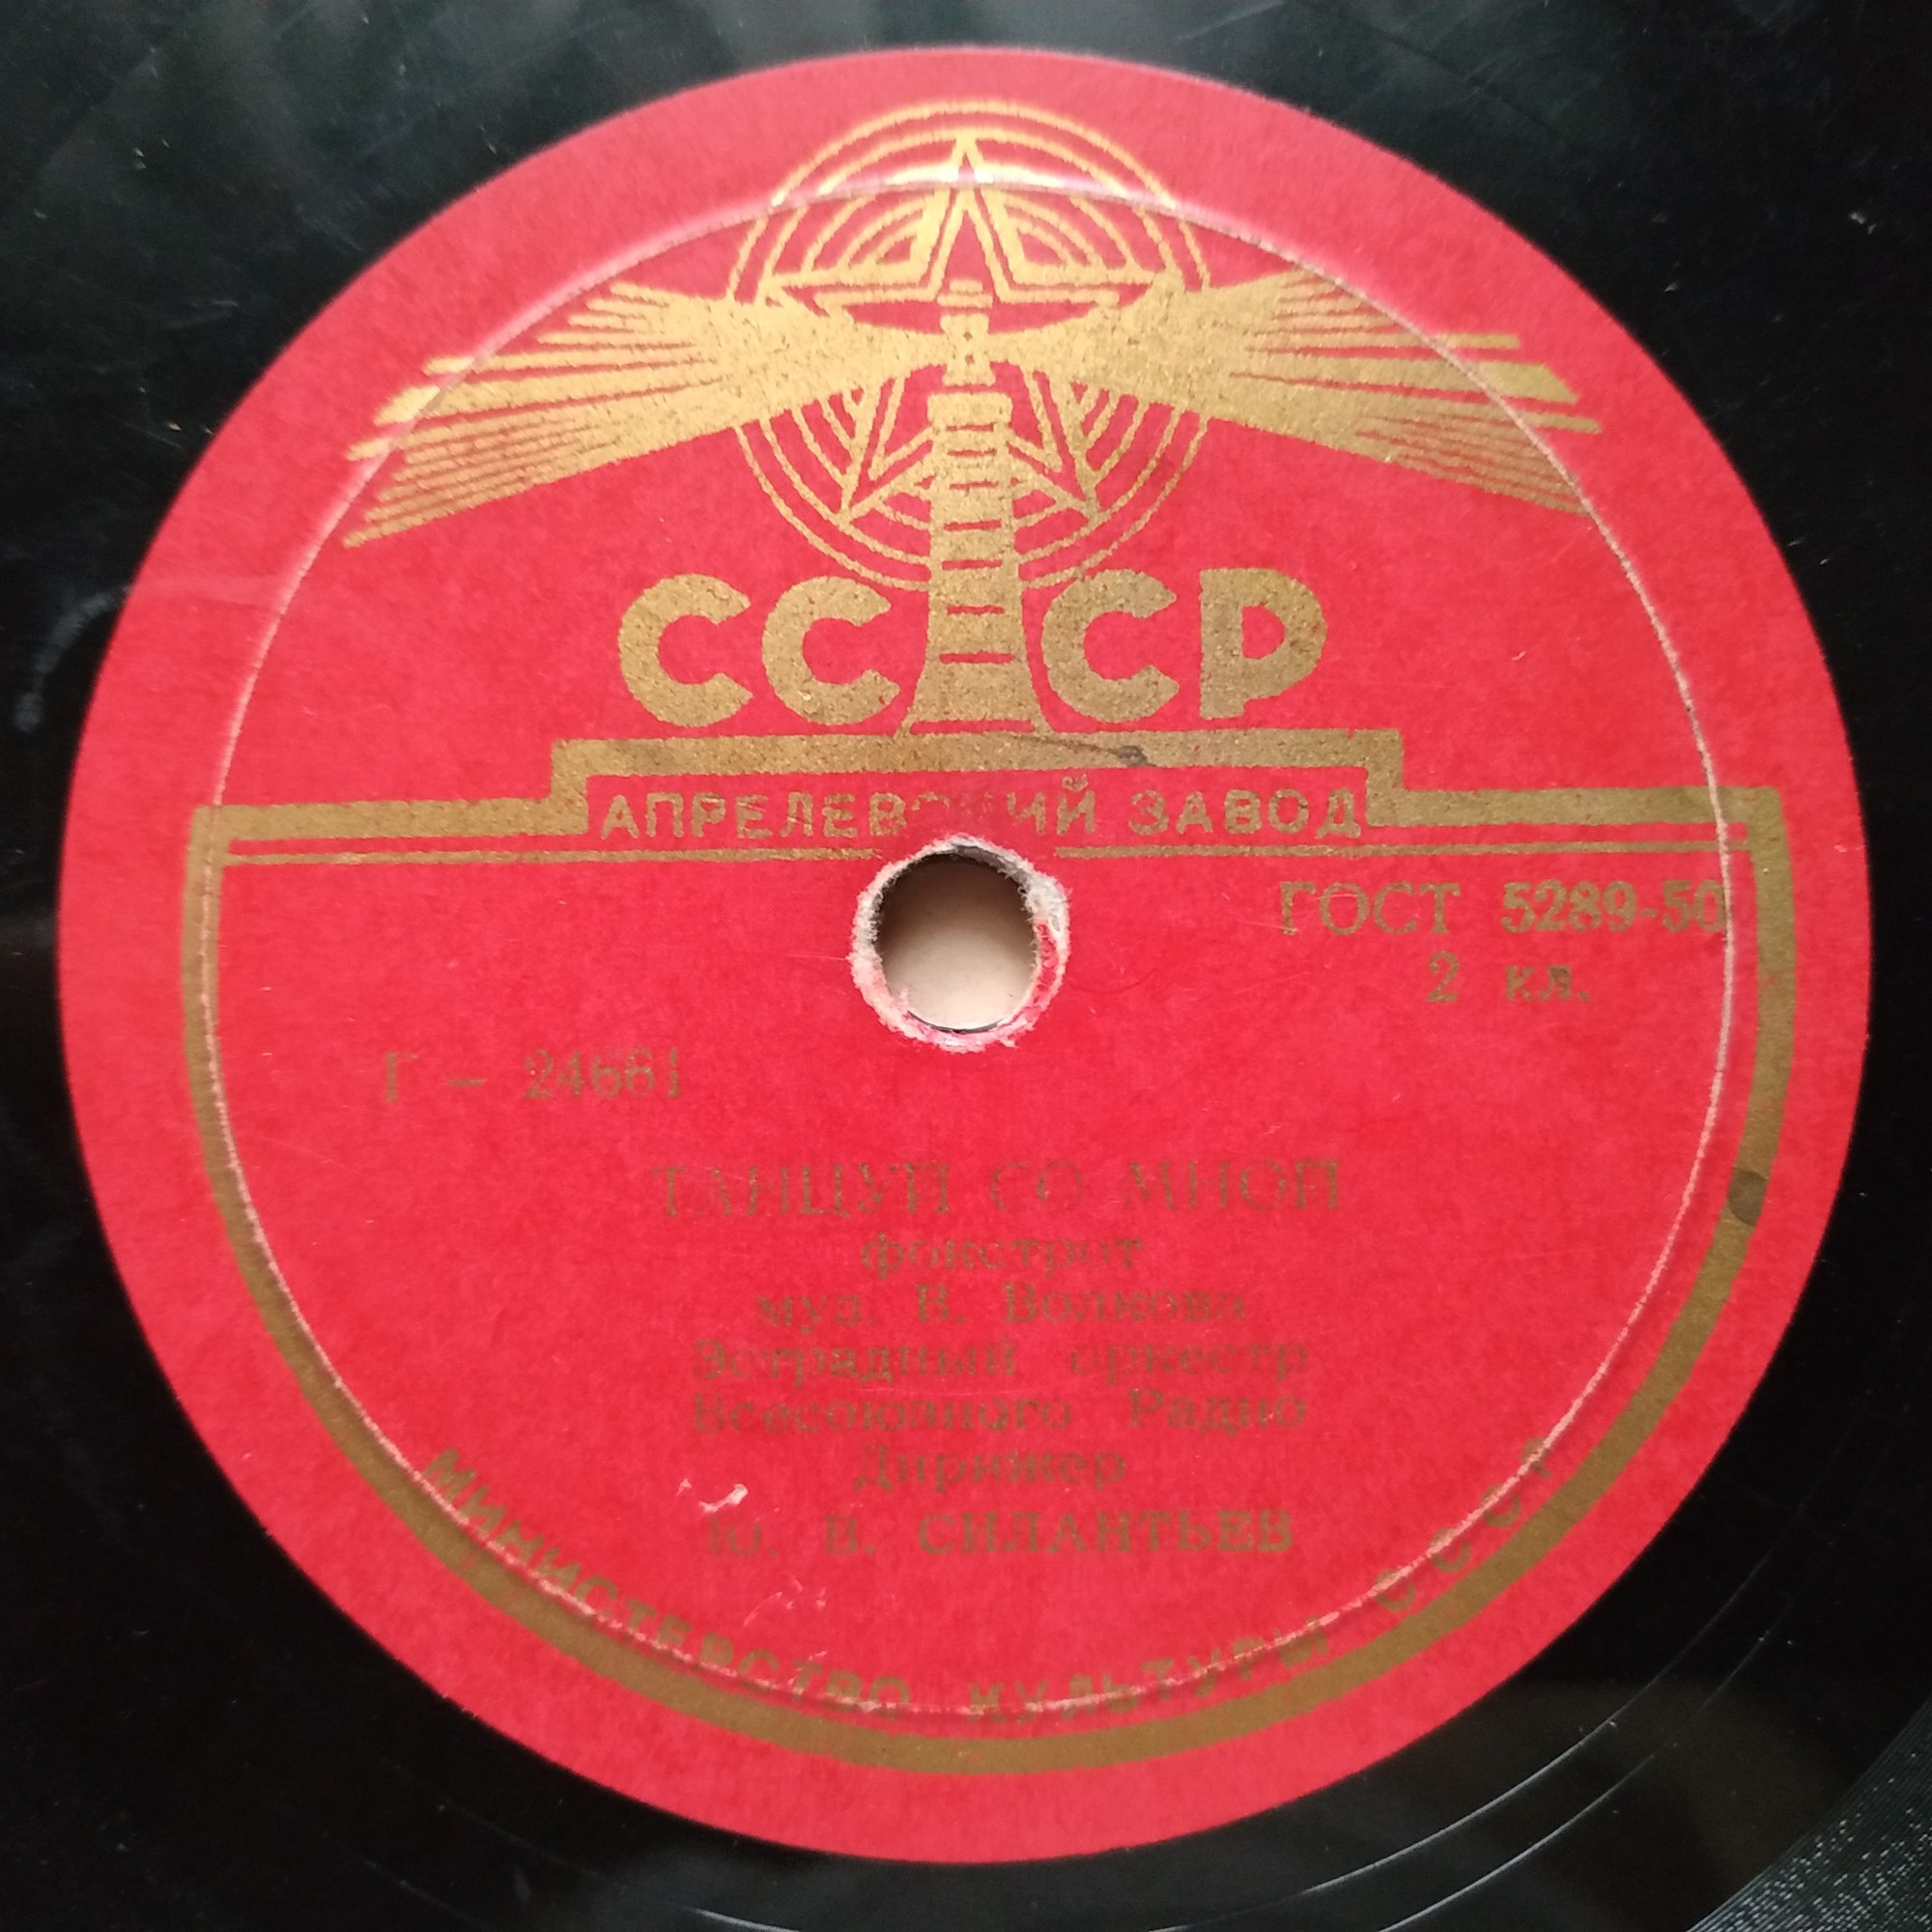 СССР
АПРЕЛЕВСКИЙ ЗАВОД
ГОСТ 5289-50
2 кл.
Г – 24661
ТАНЦУЙ СО МНОЙ
фокстрот
муз. В. Волкова
Эстрадный оркестр
Всесоюзного Радио
Дирижер
Ю. В. СИЛАНТЬЕВ
МИНИСТЕРСТВО КУЛЬТУРЫ СССР